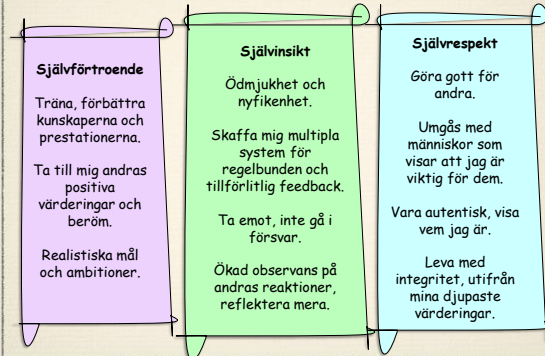 Självförtroende
Träna, förbättra
kunskaperna och
prestationerna.
Ta till mig andras
positiva
värderingar och
beröm.
Realistiska mål
och ambitioner.
Självinsikt
Ödmjukhet och
nyfikenhet.
Skaffa mig multipla
system för
regelbunden och
tillförlitlig feedback.
Ta emot, inte gå i
försvar.
Ökad observans på
andras reaktioner,
reflektera mera.
Självrespekt
Göra gott för
andra.
Umgås med
människor som
visar att jag är
viktig för dem.
Vara autentisk, visa
vem jag är.
Leva med
integritet, utifrån
mina djupaste
värderingar.